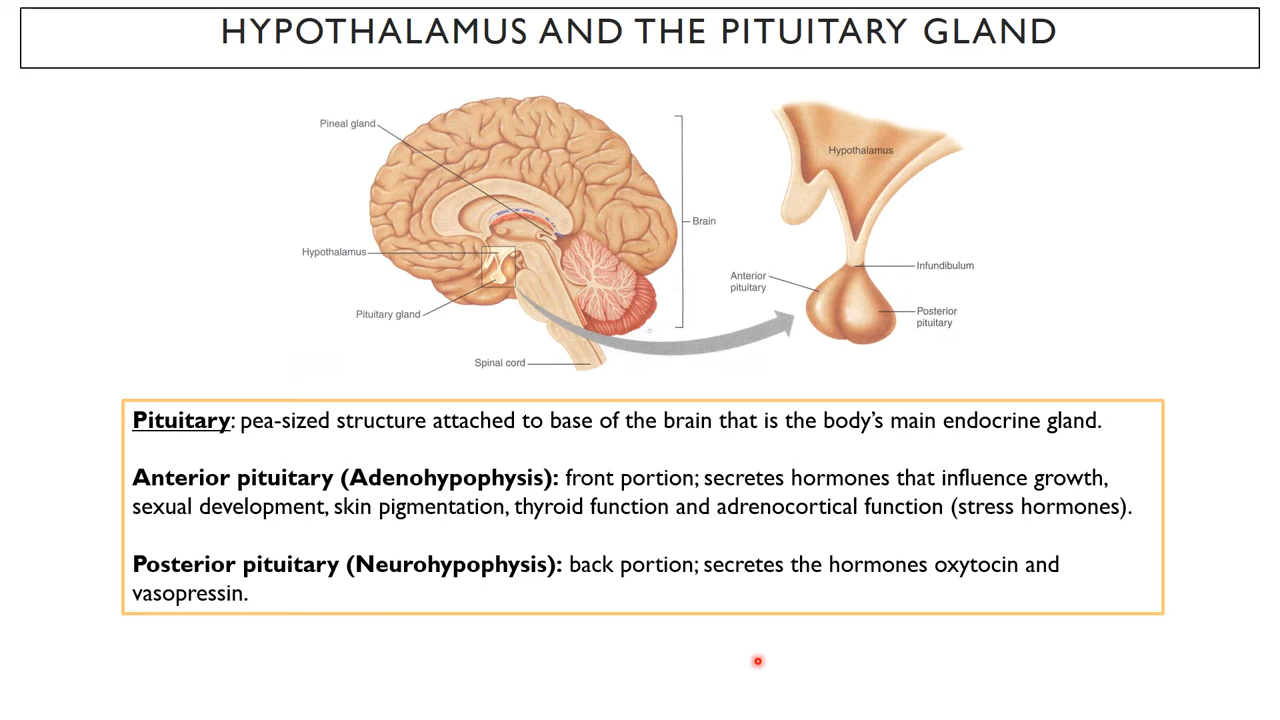 HYPOTHALAMUS AND THE PITUITARY GLAND
Pineal gland
Hypothalamus
Pituitary gland
Spinal cord
Brain
Hypothalamus
Infundibulum
Anterior
pituitary
Posterior
pituitary
Pituitary: pea-sized structure attached to base of the brain that is the body’s main endocrine gland.
Anterior pituitary (Adenohypophysis): front portion; secretes hormones that influence growth,
sexual development, skin pigmentation, thyroid function and adrenocortical function (stress hormones).
Posterior pituitary (Neurohypophysis): back portion; secretes the hormones oxytocin and
vasopressin.